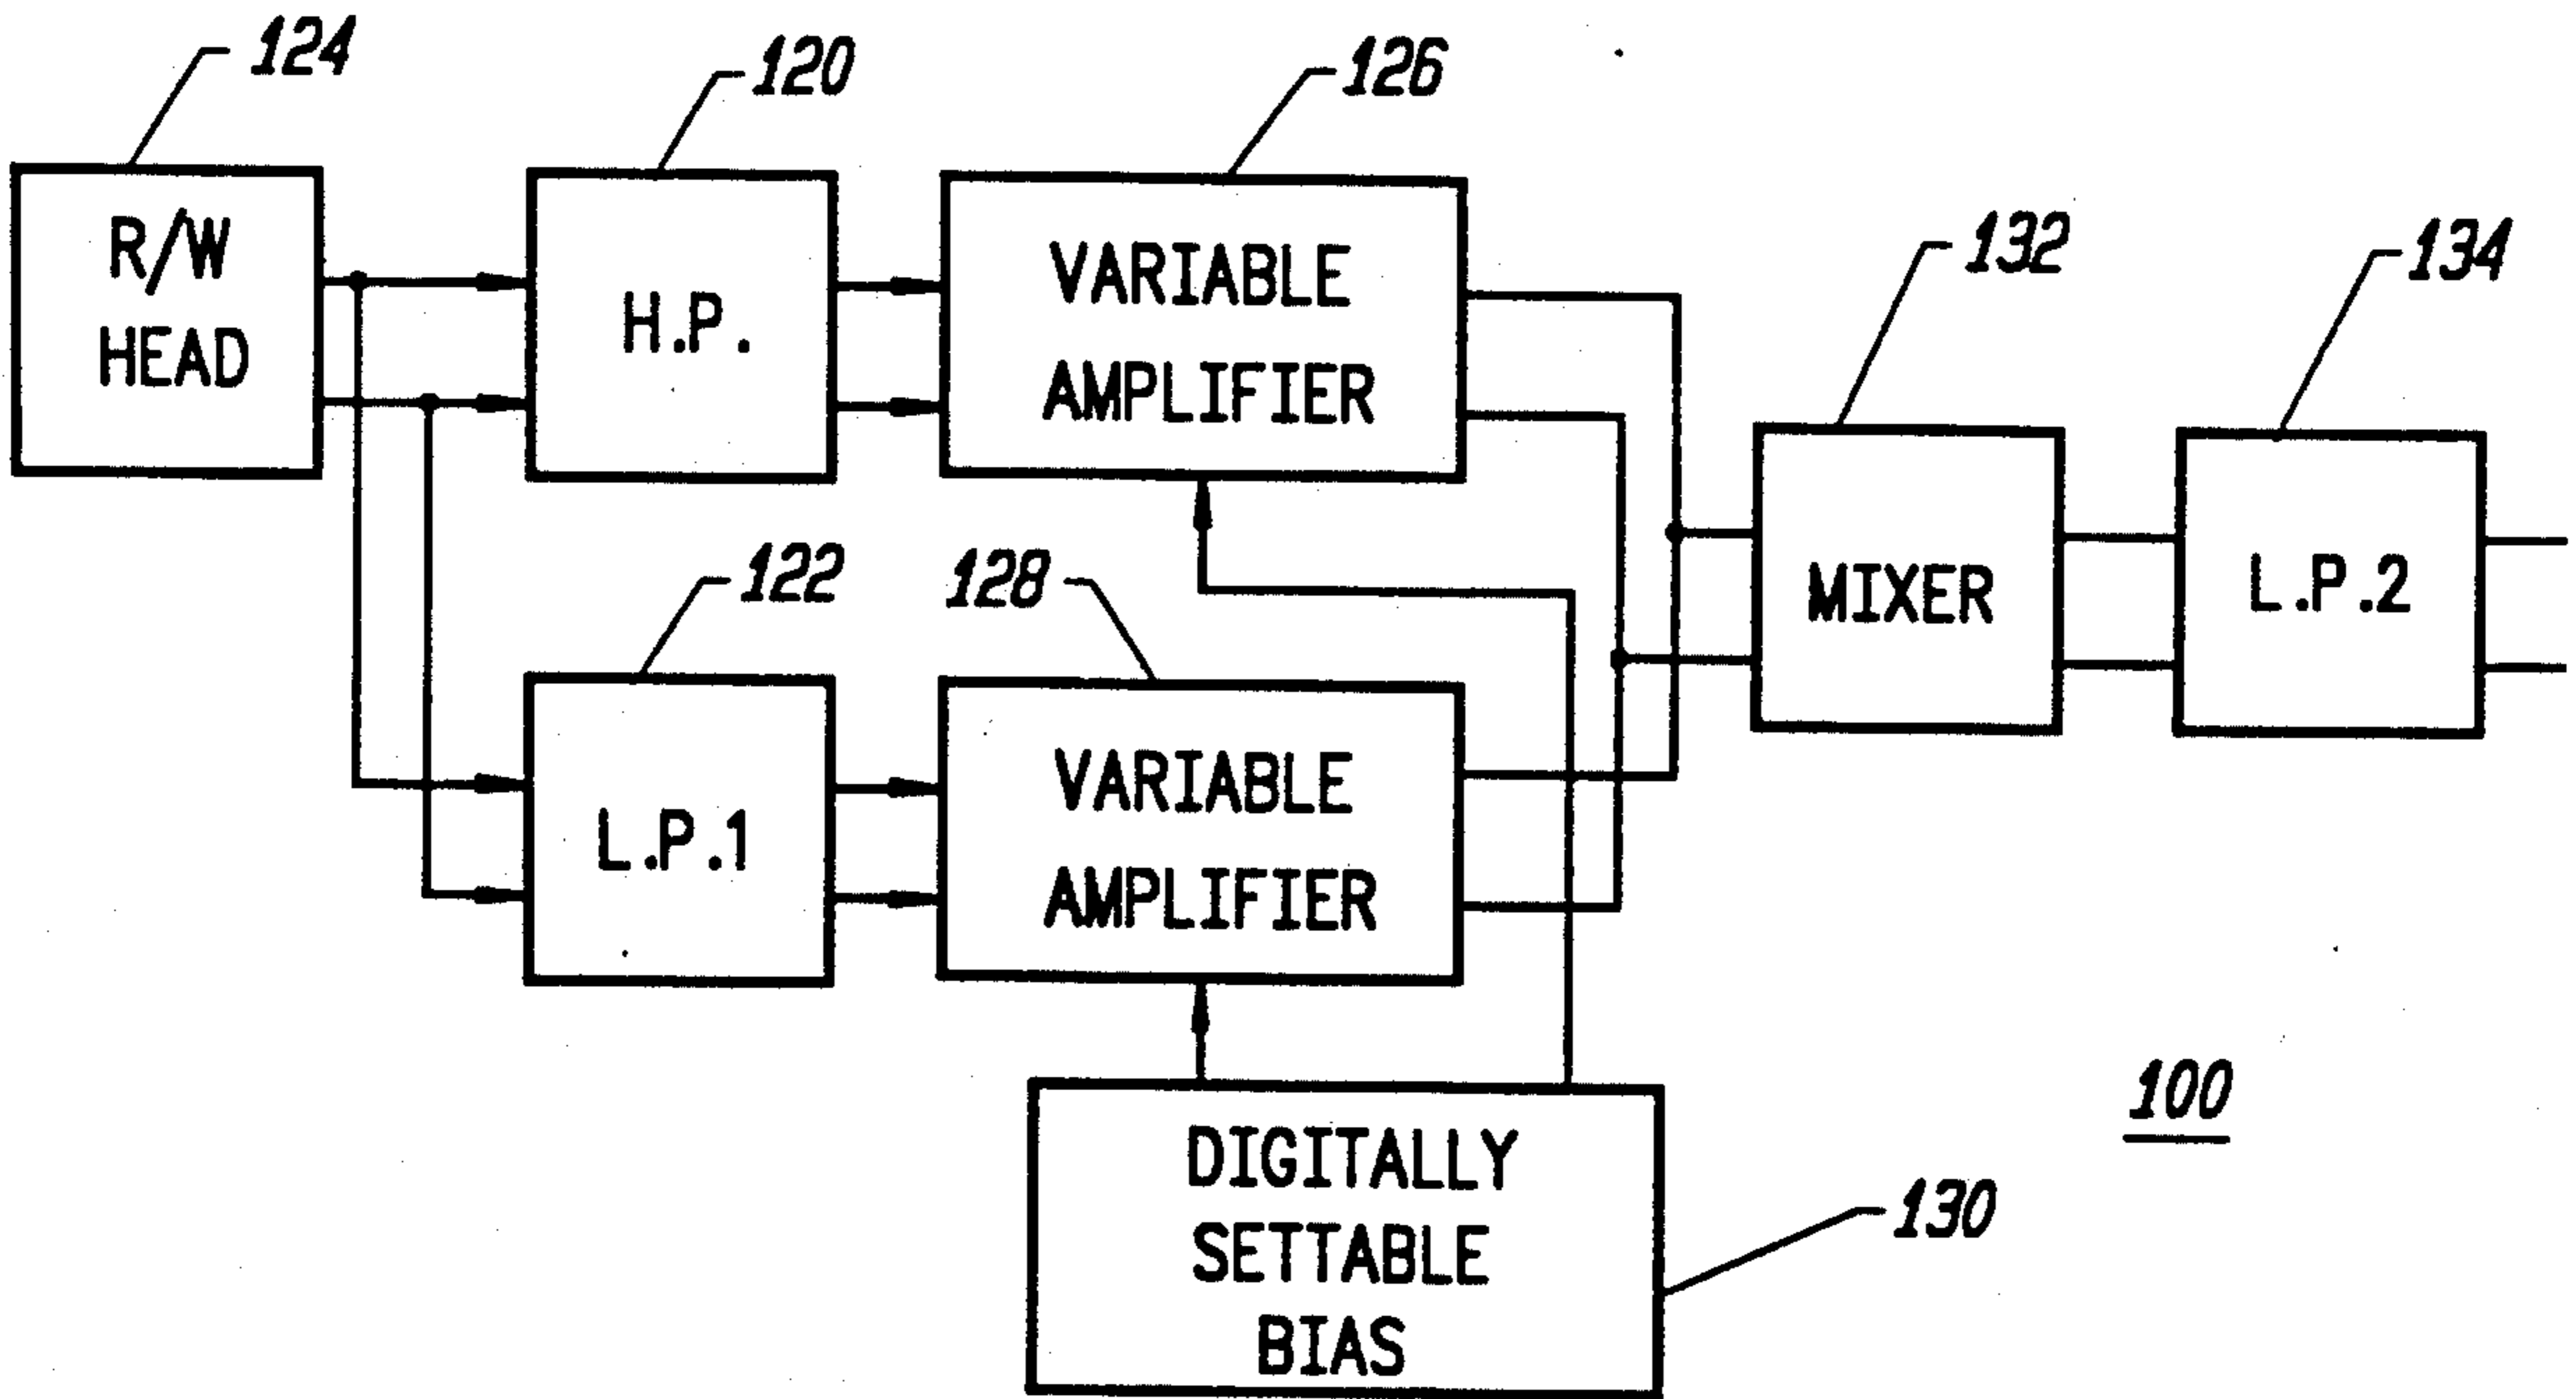 124
120
126
132
134
R/W
HEAD
H.P.
VARIABLE
AMPLIFIER
MIXER
L.P.2
122
128
L.P.1
VARIABLE
AMPLIFIER
DIGITALLY
SETTABLE
BIAS
130
100